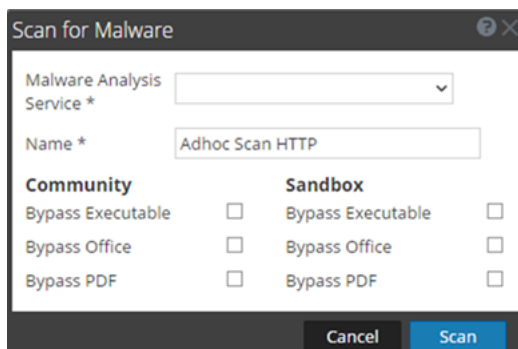 Scan for Malware
Malware Analysis
Service *
Name * Adhoc Scan HTTP
Community Sandbox
Bypass Executable Bypass Executable
Bypass Office Bypass Office
Bypass PDF Bypass PDF
Cancel Scan